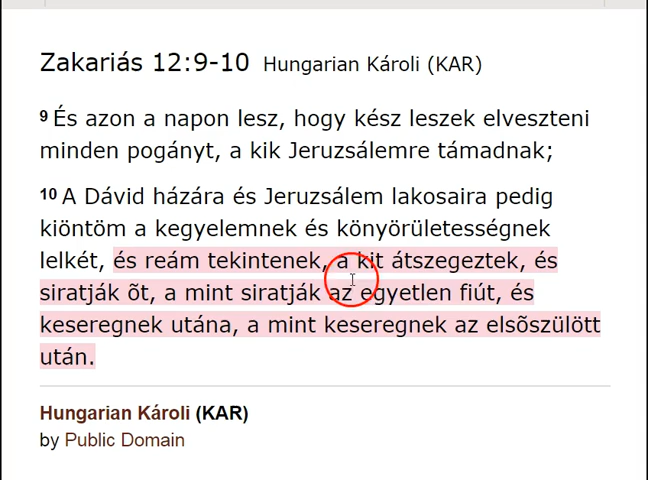 Zakariás 12:9-10 Hungarian Károli (KAR)
9 És azon a napon lesz, hogy kész leszek elveszteni
minden pogányt, a kik Jeruzsálemre támadnak;
10 A Dávid házára és Jeruzsálem lakosaira pedig
kiöntöm a kegyelemnek és könyörületességnek
lelkét, és reám tekintenek, a kit átszegeztek, és
siratják õt, a mint siratják az egyetlen fiút, és
keseregnek utána, a mint keseregnek az elsõszülött
után.
Hungarian Károli (KAR)
by Public Domain